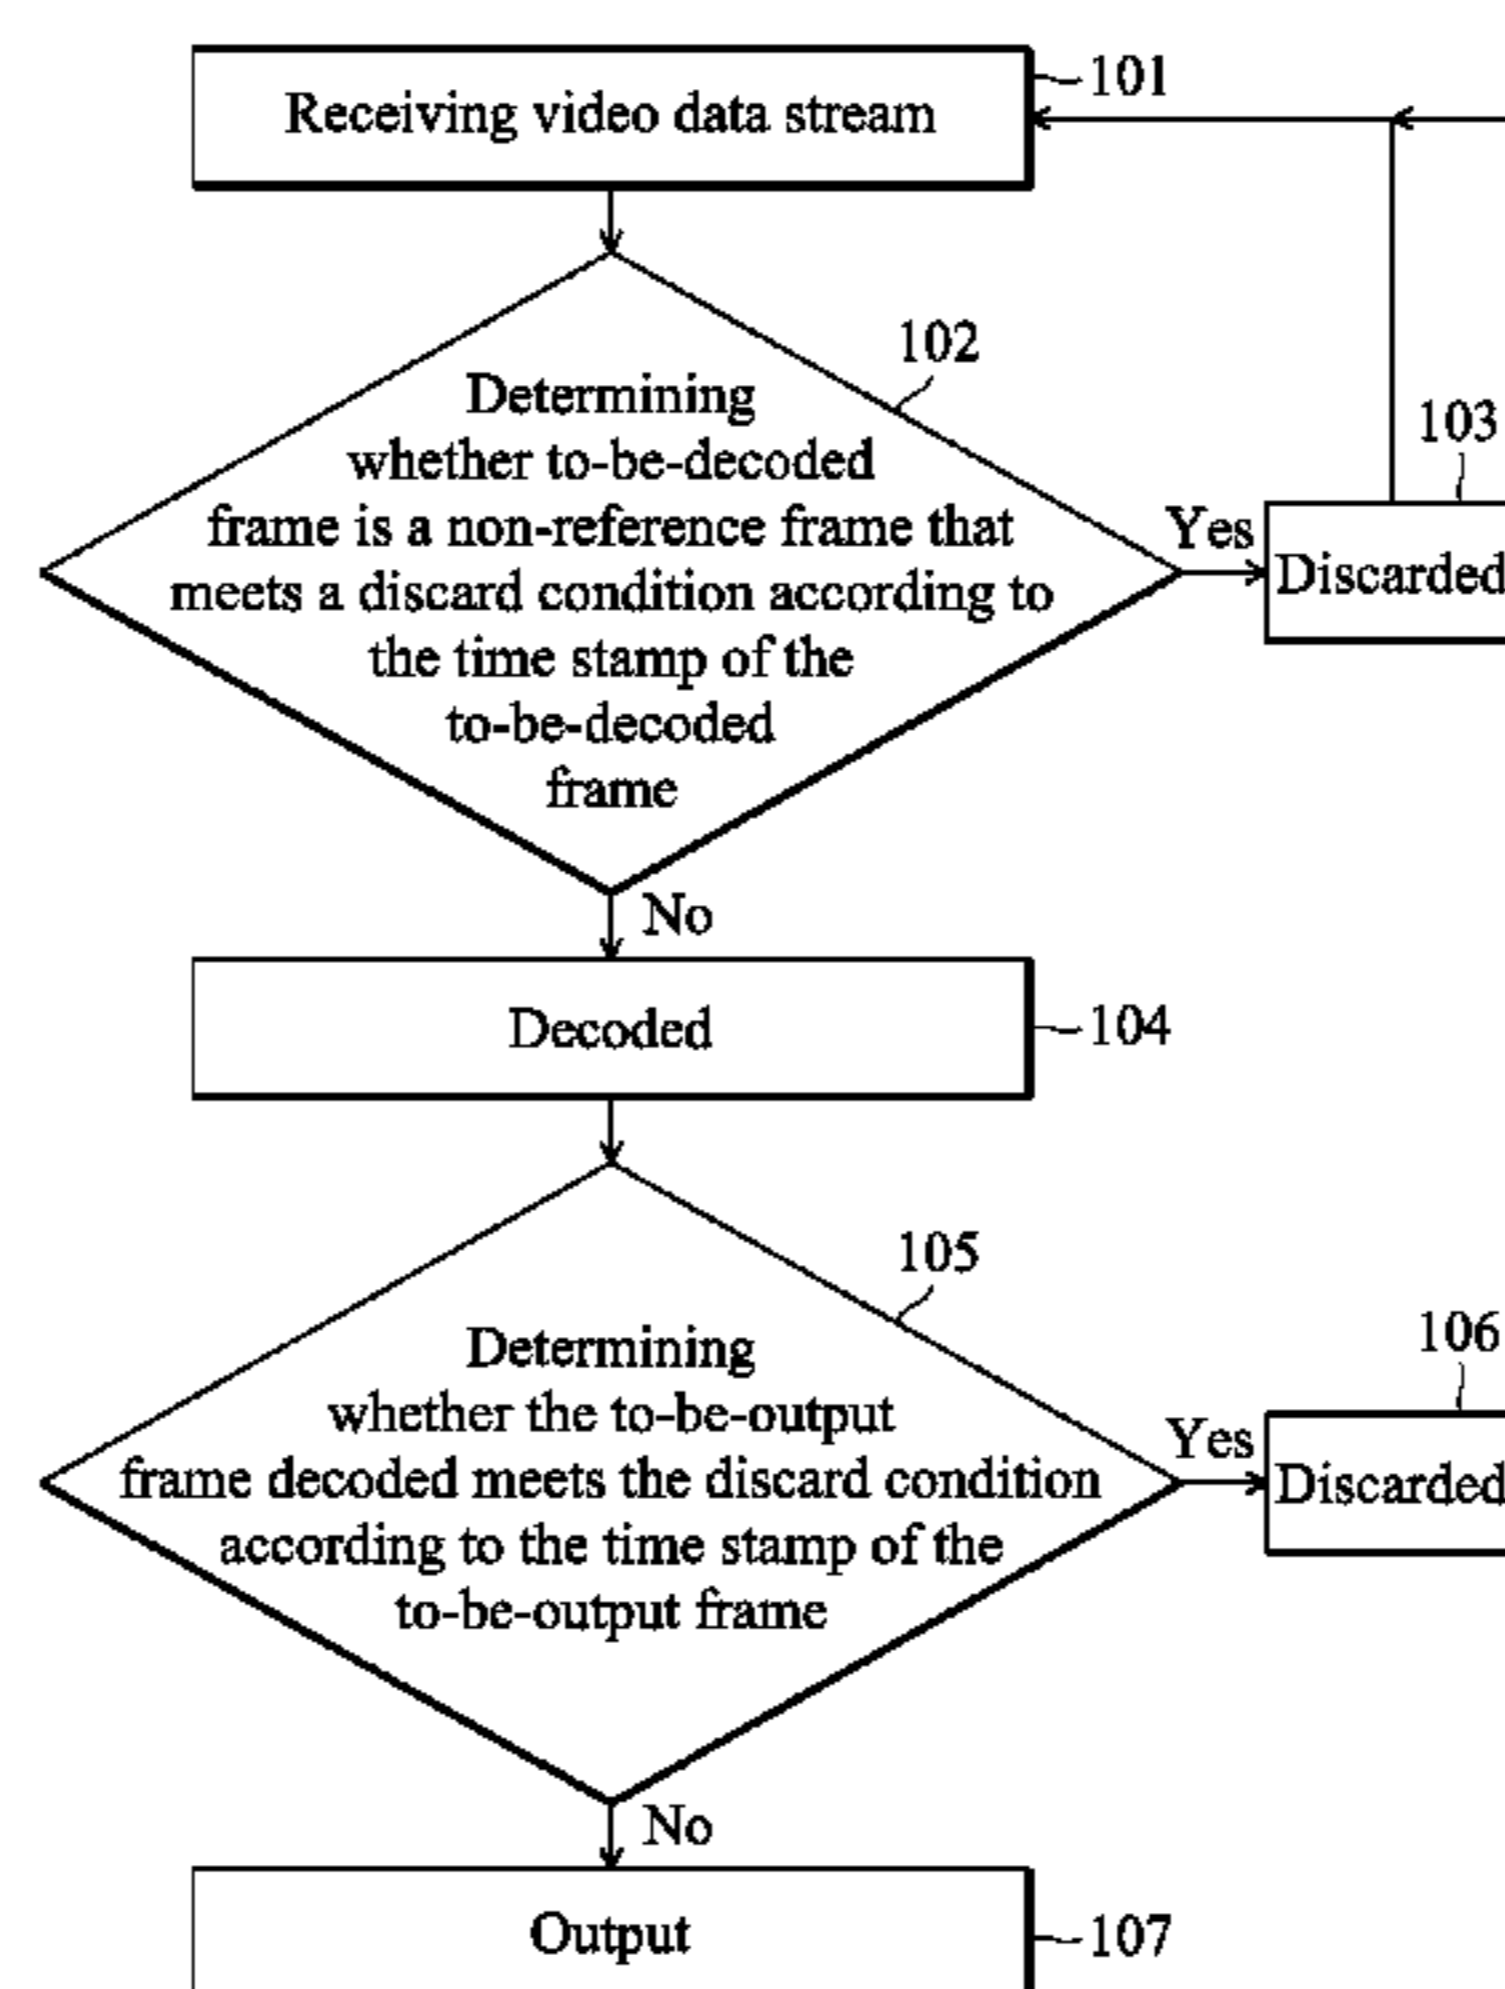 Receiving video data stream
101
102
Determining
whether to-be-decoded
frame is a non-reference frame that
meets a discard condition according to
the time stamp of the
to-be-decoded
frame
Yes
103
Discarded
No
Decoded
104
105
Determining
whether the to-be-output
frame decoded meets the discard condition
according to the time stamp of the
to-be-output frame
Yes
106
Discarded
No
Output
107